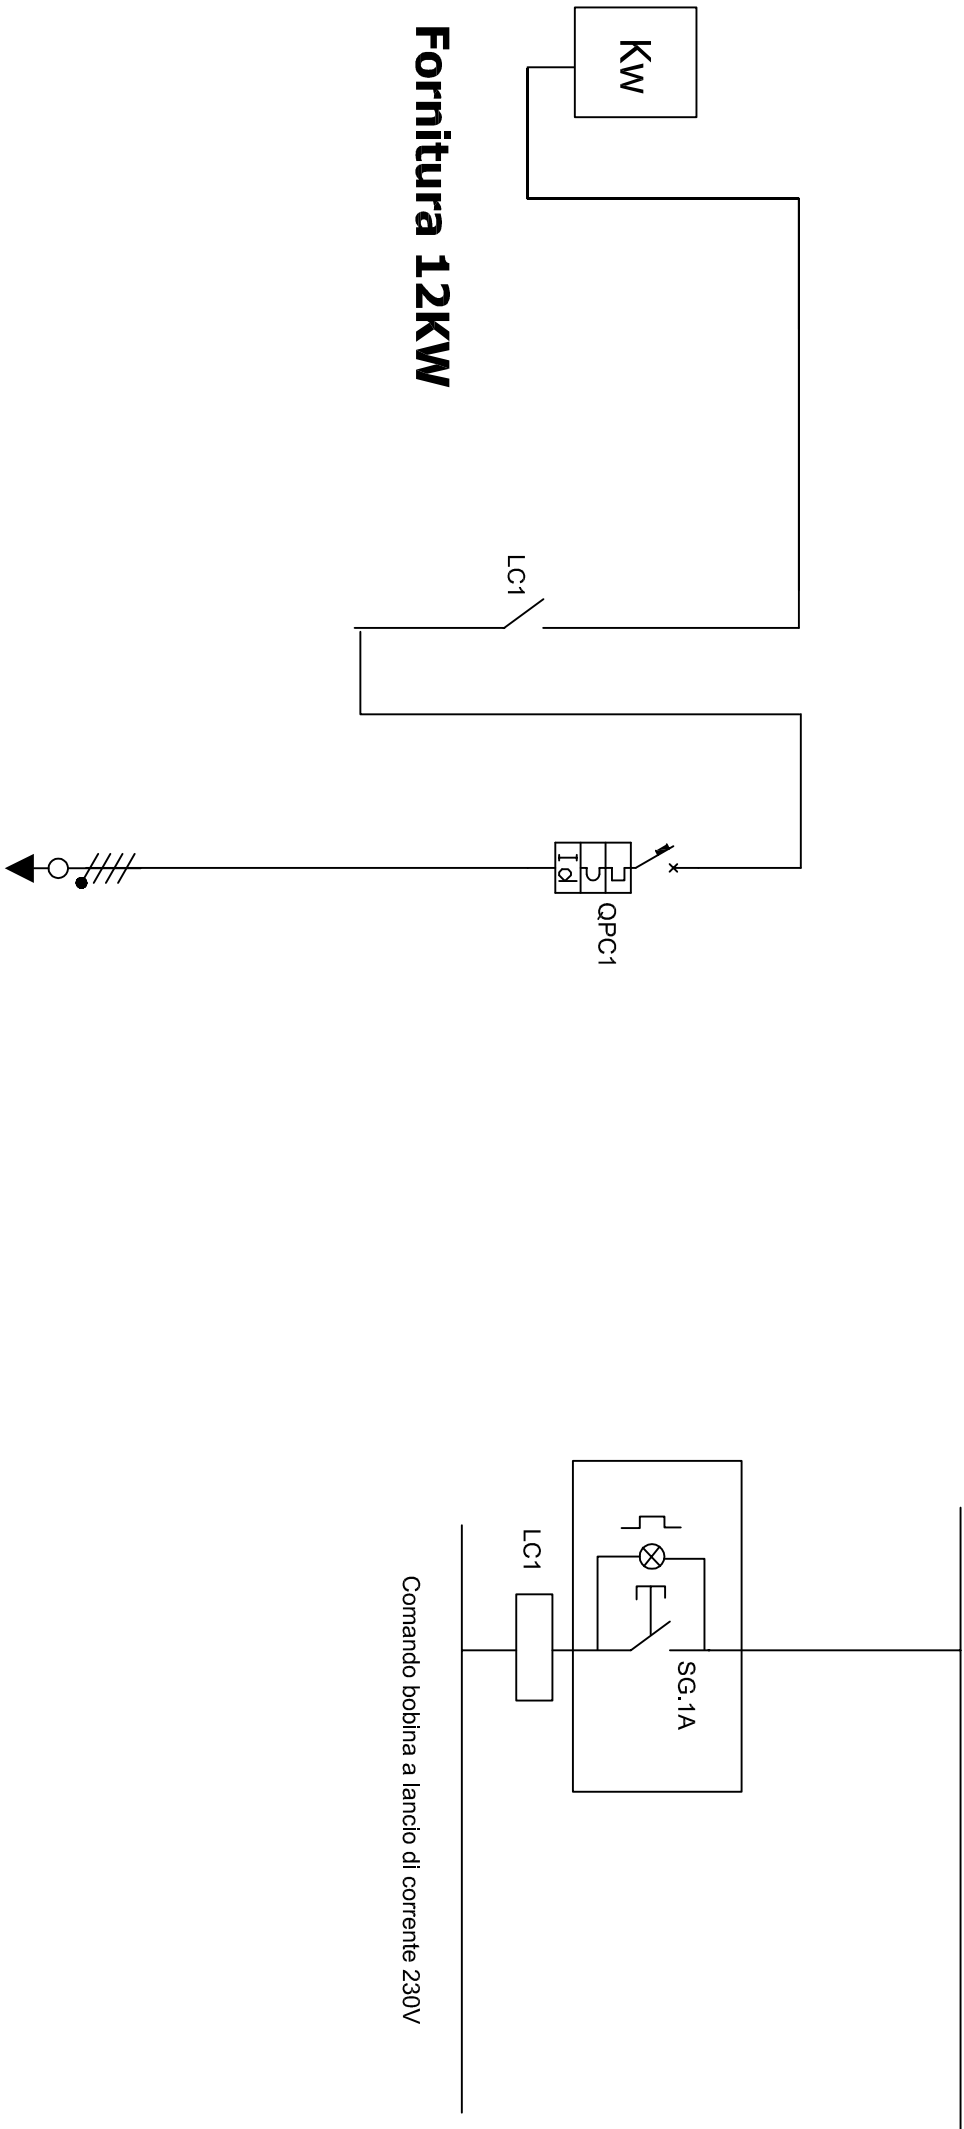 Kw
Fornitura 12KW
LC1
Id
QPC1
LC1
SG.1A
Comando bobina a lancio di corrente 230V